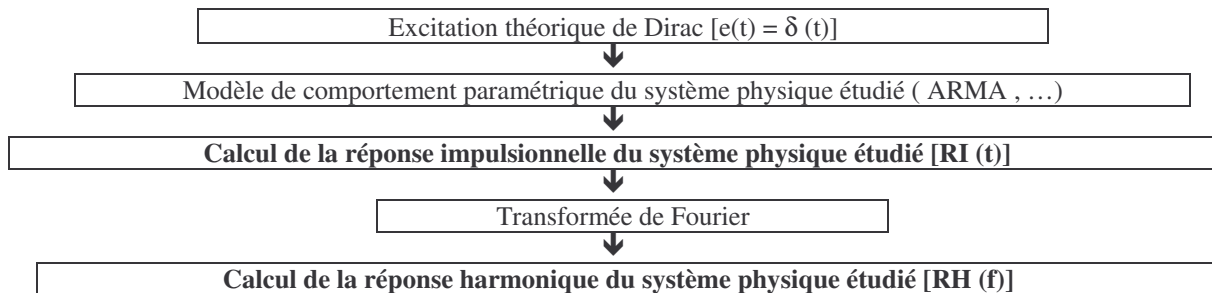 Excitation théorique de Dirac [e(t) = δ (t)]
Modèle de comportement paramétrique du système physique étudié ( ARMA , …)
Calcul de la réponse impulsionnelle du système physique étudié [RI (t)]
Transformée de Fourier
Calcul de la réponse harmonique du système physique étudié [RH (f)]